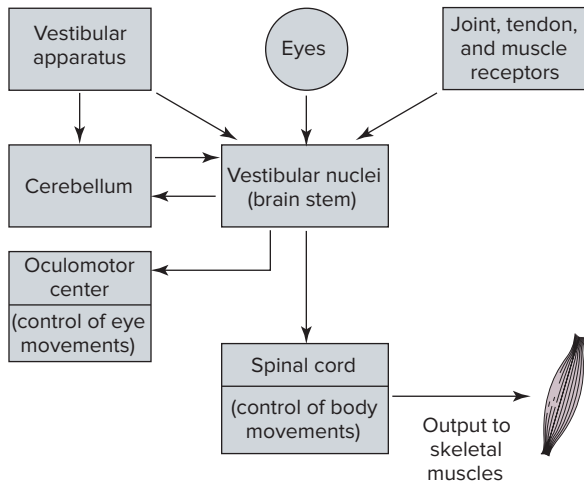 Vestibular
apparatus
Eyes
Joint, tendon,
and muscle
receptors
Cerebellum
Vestibular nuclei
(brain stem)
Oculomotor
center
(control of eye
movements)
Spinal cord
(control of body
movements)
Output to
skeletal
muscles